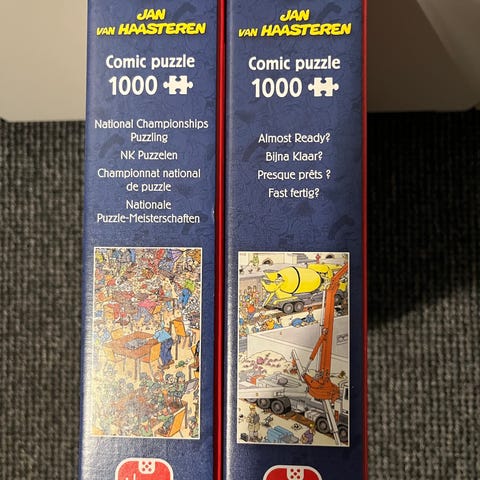 JAN
VAN HAASTEREN
Comic puzzle
1000
National Championships
Puzzling
NK Puzzelen
Championnat national
de puzzle
Nationale
Puzzle-Meisterschaften
JAN
VAN HAASTEREN
Comic puzzle
1000
Almost Ready?
Bijna Klaar?
Presque prêts ?
Fast fertig?